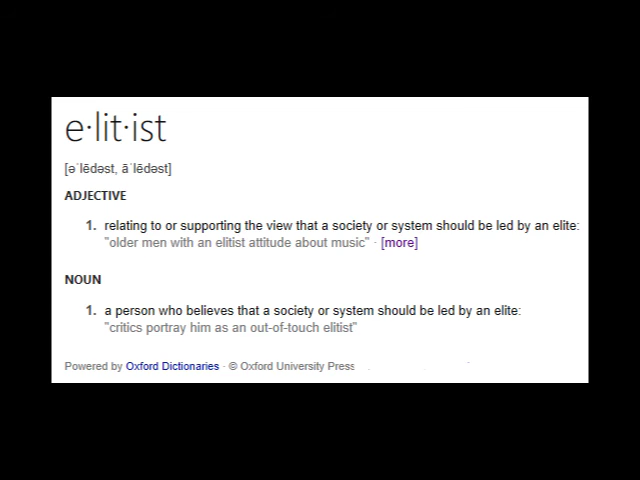 e·lit·ist
[əˈlēdəst, āˈlēdəst]
ADJECTIVE
1. relating to or supporting the view that a society or system should be led by an elite:
"older men with an elitist attitude about music" · [more]
NOUN
1. a person who believes that a society or system should be led by an elite:
"critics portray him as an out-of-touch elitist"
Powered by Oxford Dictionaries · © Oxford University Press